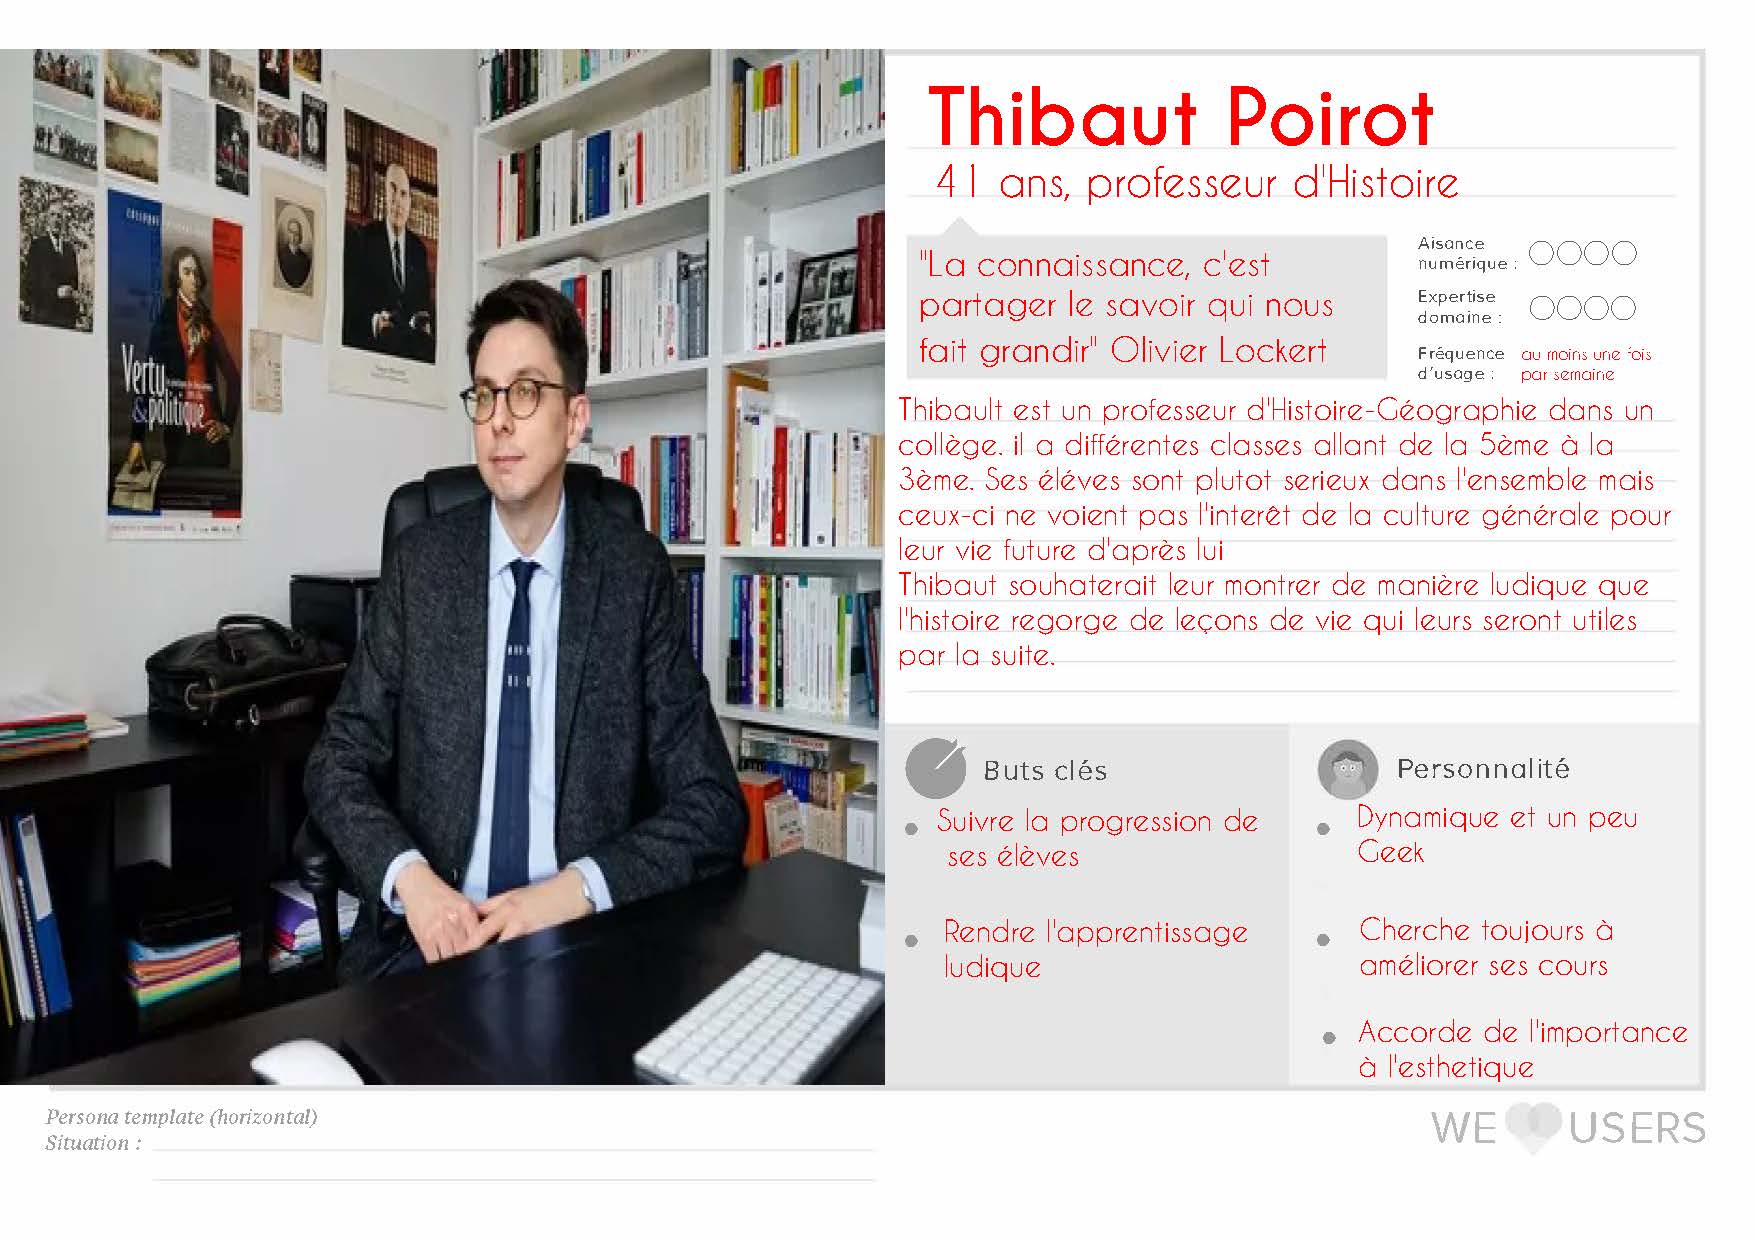 Vertu
&politique
Thibaut Poirot
41 ans, professeur d'Histoire
"La connaissance, c'est
partager le savoir qui nous
fait grandir" Olivier Lockert
Aisance
numérique :
Expertise
domaine :
Fréquence au moins une fois
d'usage : par semaine
Thibault est un professeur d'Histoire-Géographie dans un
collège. il a différentes classes allant de la 5ème à la
3ème. Ses éléves sont plutot serieux dans l'ensemble mais
ceux-ci ne voient pas l'interêt de la culture générale pour
leur vie future d'après lui
Thibaut souhaterait leur montrer de manière ludique que
l'histoire regorge de leçons de vie qui leurs seront utiles
par la suite.
Buts clés
Suivre la progression de
ses élèves
Rendre l'apprentissage
ludique
Personnalité
Dynamique et un peu
Geek
Cherche toujours à
améliorer ses cours
Accorde de l'importance
à l'esthetique
Persona template (horizontal)
Situation :
WE USERS